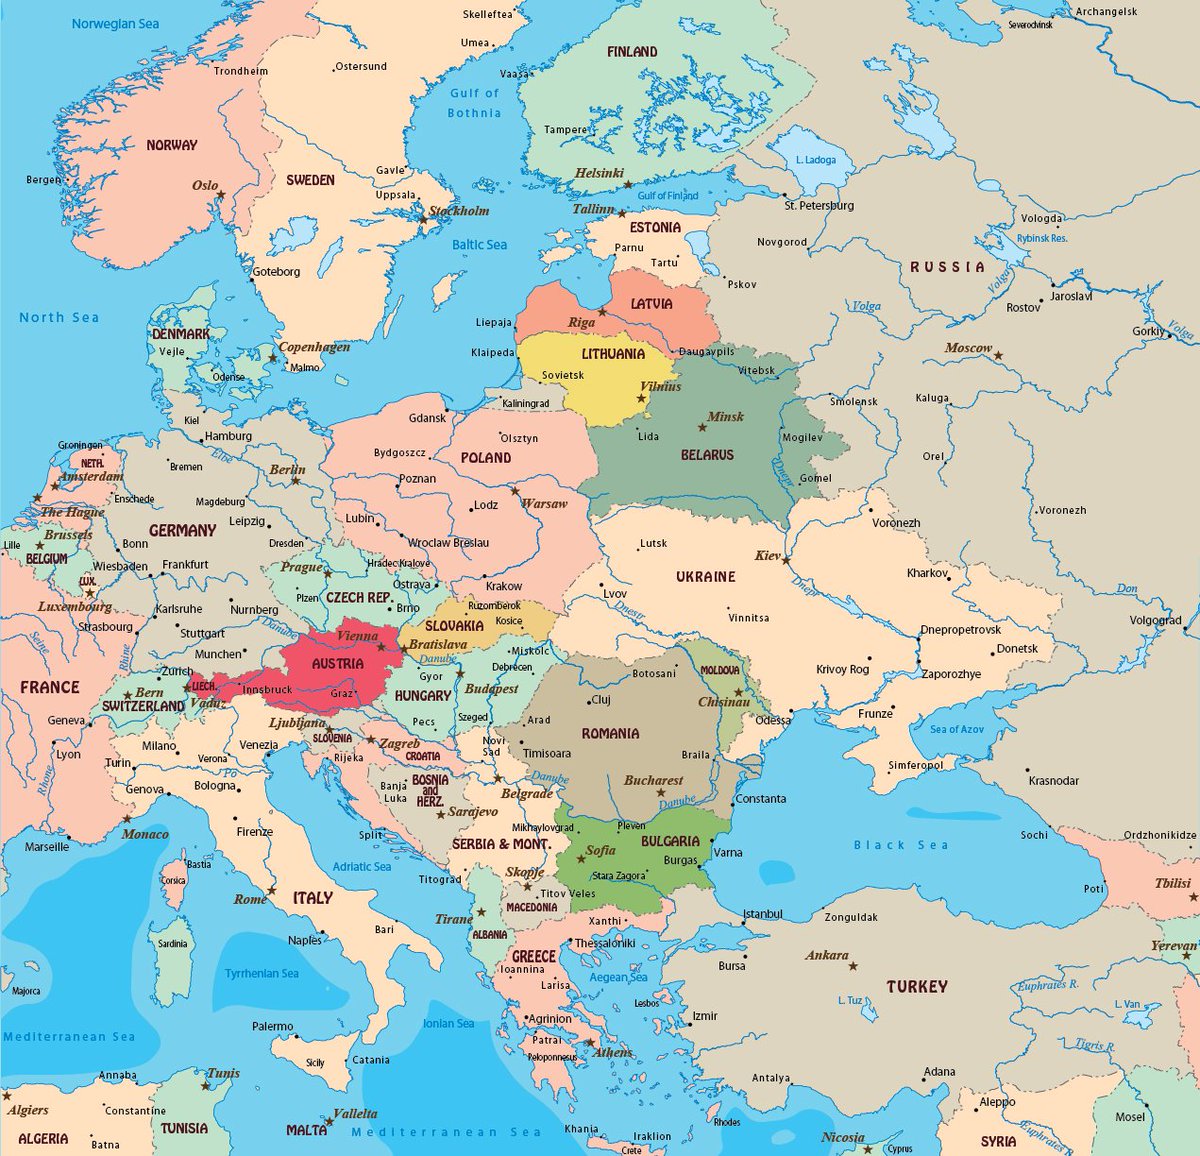 Norwegian Sea
Skelleftea
Archangelsk
Severodvinsk
Umea
FINLAND
Ostersund
Trondheim
Vaasa
Gulf of
Bothnia
Tampere
NORWAY
L. Ladoga
Bergen
Oslo
SWEDEN
Gavle
Uppsala
Helsinki
Gulf of Finland
Stockholm
Tallinn
St. Petersburg
ESTONIA
Vologda
Baltic Sea
Parnu
Tartu
Novgorod
Rybinsk Res.
RUSSIA
Goteborg
Pskov
Volga
Jaroslavl
Rostov
LATVIA
Volga
North Sea
Riga
Liepaja
DENMARK
Vejle
Copenhagen
Gorkiy
Volga
Klaipeda
LITHUANIA
Daugavpils
Moscow
Malmo
Odense
Sovietsk
Vitebsk
Vilnius
Kaliningrad
Smolensk
Kaluga
Kiel
Gdansk
Minsk
Hamburg
Olsztyn
Lida
Mogilev
Groningen
Elbe
Bydgoszcz
POLAND
BELARUS
Orel
NETH.
Bremen
Berlin
Dnepr
Amsterdam
Poznan
Gomel
Enschede
Magdeburg
Lodz
Warsaw
The Hague
GERMANY
Leipzig
Lubin
Voronezh
Voronezh
Brussels
Lille
BELGIUM
Bonn
Dresden
Wroclaw Breslau
Lutsk
Kiev
Wiesbaden
Frankfurt
Prague
Hradec Kralove
UKRAINE
Kharkov
LUX.
Ostrava
Krakow
Lvov
Dnepr
Don
Luxembourg
Plzen
CZECH REP.
Brno
Ruzomberok
Dnestr
Karlsruhe
Nurnberg
SLOVAKIA
Kosice
Vinnitsa
Volgograd
Strasbourg
Stuttgart
Danube
Vienna
Bratislava
Dnepropetrovsk
Seine
Rhine
Munchen
AUSTRIA
Danube
Miskolc
Donetsk
Zurich
Debrecen
Botosani
MOLDOVA
Krivoy Rog
Zaporozhye
FRANCE
Bern
LIECH.
Innsbruck
Graz
Gyor
Budapest
HUNGARY
Vaduz
SWITZERLAND
Cluj
Chisinau
Geneva
Ljubljana
Pecs
Szeged
Arad
Odessa
Frunze
Sea of Azov
Lyon
Milano
Venezia
SLOVENIA
Zagreb
Novi
Sad
ROMANIA
Turin
Verona
Rijeka
CROATIA
Timisoara
Braila
Simferopol
Rhone
Po
Genova
Bologna
Banja
Luka
BOSNIA
and
HERZ.
Danube
Belgrade
Bucharest
Danube
Krasnodar
Constanta
Sarajevo
Monaco
Firenze
Split
Mikhaylovgrad
Pleven
Sochi
Ordzhonikidze
Marseille
SERBIA & MONT.
BULGARIA
Black Sea
Sofia
Varna
Burgas
Bastia
Adriatic Sea
Titograd
Skopje
Stara Zagora
Corsica
Poti
Tbilisi
Rome
ITALY
Titov Veles
MACEDONIA
Tirane
Xanthi
Istanbul
Zonguldak
Bari
ALBANIA
Sardinia
Naples
Thessaloniki
Yerevan
GREECE
Ankara
Bursa
Ioannina
Tyrrhenian Sea
Larisa
Aegean Sea
TURKEY
Euphrates R.
Majorca
Lesbos
L. Tuz
L. Van
Izmir
Agrinion
Palermo
Ionian Sea
Mediterranean Sea
Patrai
Tigris R.
Sicily
Catania
Peloponnesus
Athens
Annaba
Tunis
Antalya
Adana
Algiers
Constantine
Vallelta
Aleppo
Mosel
TUNISIA
MALTA
Mediterranean Sea
Khania
Iraklion
Rhodes
Nicosia
ALGERIA
Batna
Crete
Cyprus
SYRIA
Euphrates R.